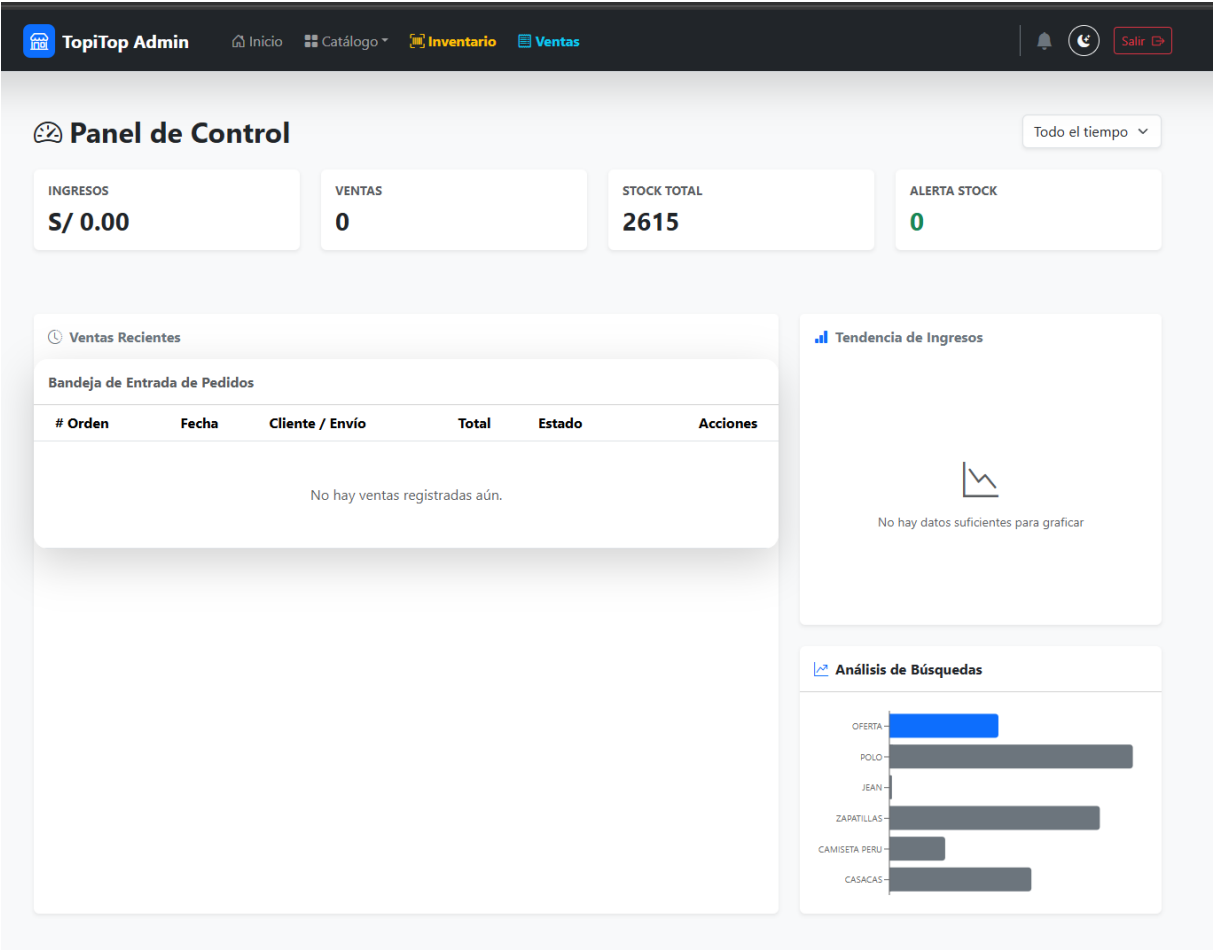 TopiTop Admin Inicio Catálogo Inventario Ventas Salir
Panel de Control Todo el tiempo
INGRESOS VENTAS STOCK TOTAL ALERTA STOCK
S/ 0.00 0 2615 0
Ventas Recientes
Bandeja de Entrada de Pedidos
# Orden Fecha Cliente / Envío Total Estado Acciones
No hay ventas registradas aún.
Tendencia de Ingresos
No hay datos suficientes para graficar
Análisis de Búsquedas
OFERTA
POLO
JEAN
ZAPATILLAS
CAMISETA PERU
CASACAS